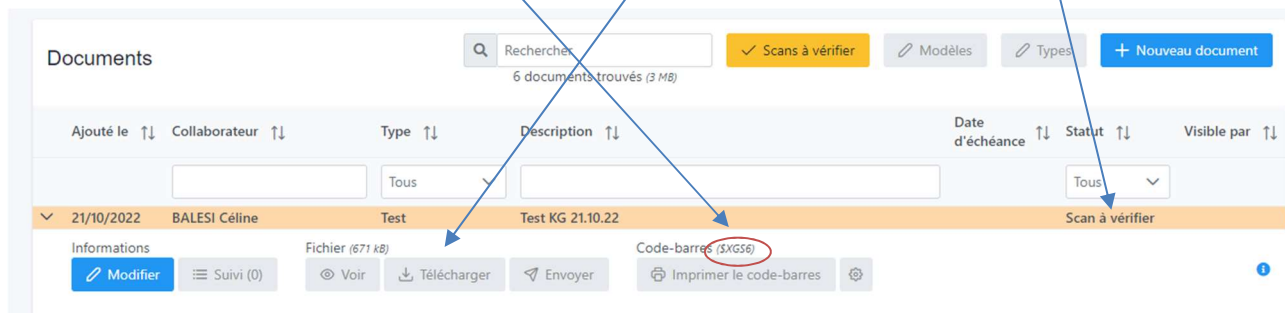 Documents
Rechercher
Scans à vérifier
Modèles
Types
Nouveau document
6 documents trouvés (3 MB)
Ajouté le
Collaborateur
Type
Description
Date d'échéance
Statut
Visible par
Tous
Tous
21/10/2022 BALESI Céline Test Test KG 21.10.22 Scan à vérifier
Informations
Fichier (671 kB)
Code-barres ($XGS6)
Modifier
Suivi (0)
Voir
Télécharger
Envoyer
Imprimer le code-barres